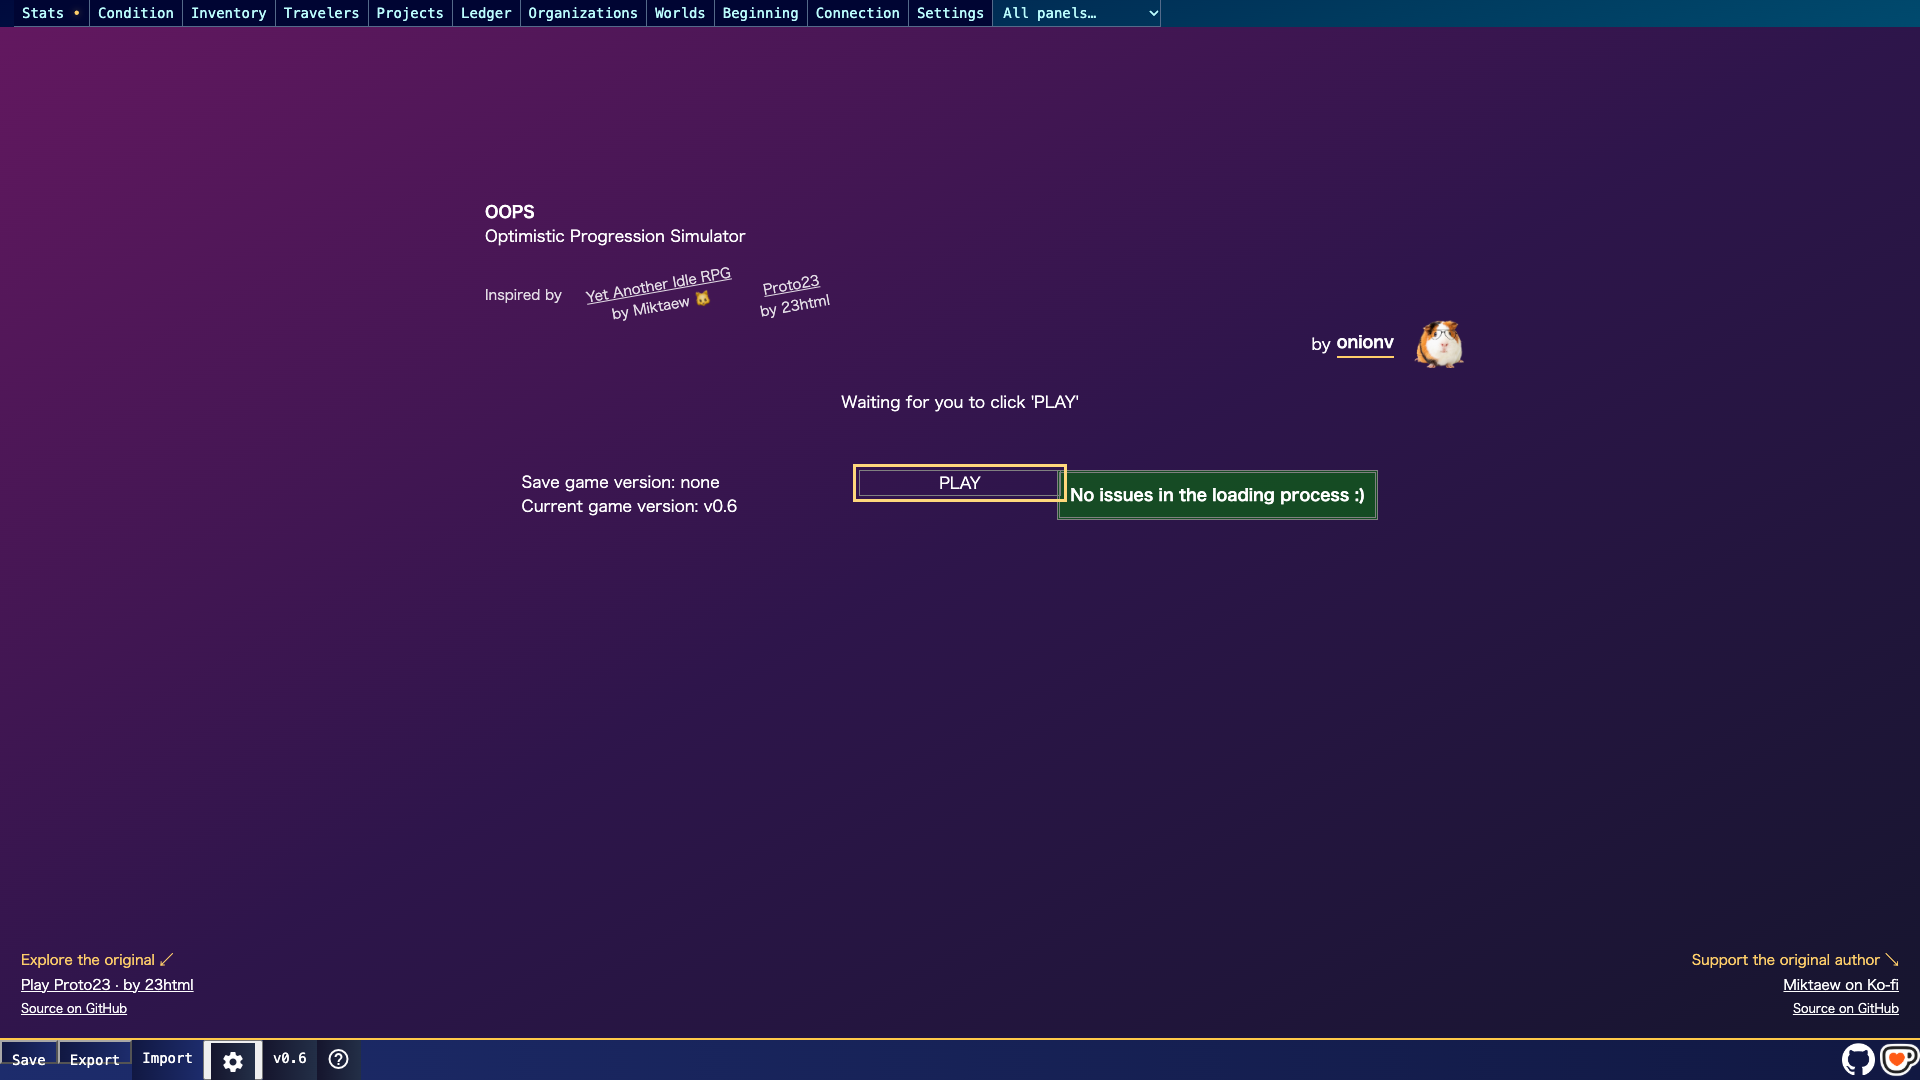 Stats • Condition Inventory Travelers Projects Ledger Organizations Worlds Beginning Connection Settings All panels…
OOPS
Optimistic Progression Simulator
Inspired by
Yet Another Idle RPG
by Miktaew 🐱
Proto23
by 23html
by onionv
Waiting for you to click 'PLAY'
Save game version: none
Current game version: v0.6
PLAY
No issues in the loading process :)
Explore the original ↙
Play Proto23 · by 23html
Source on GitHub
Support the original author ↘
Miktaew on Ko-fi
Source on GitHub
Save Export Import v0.6